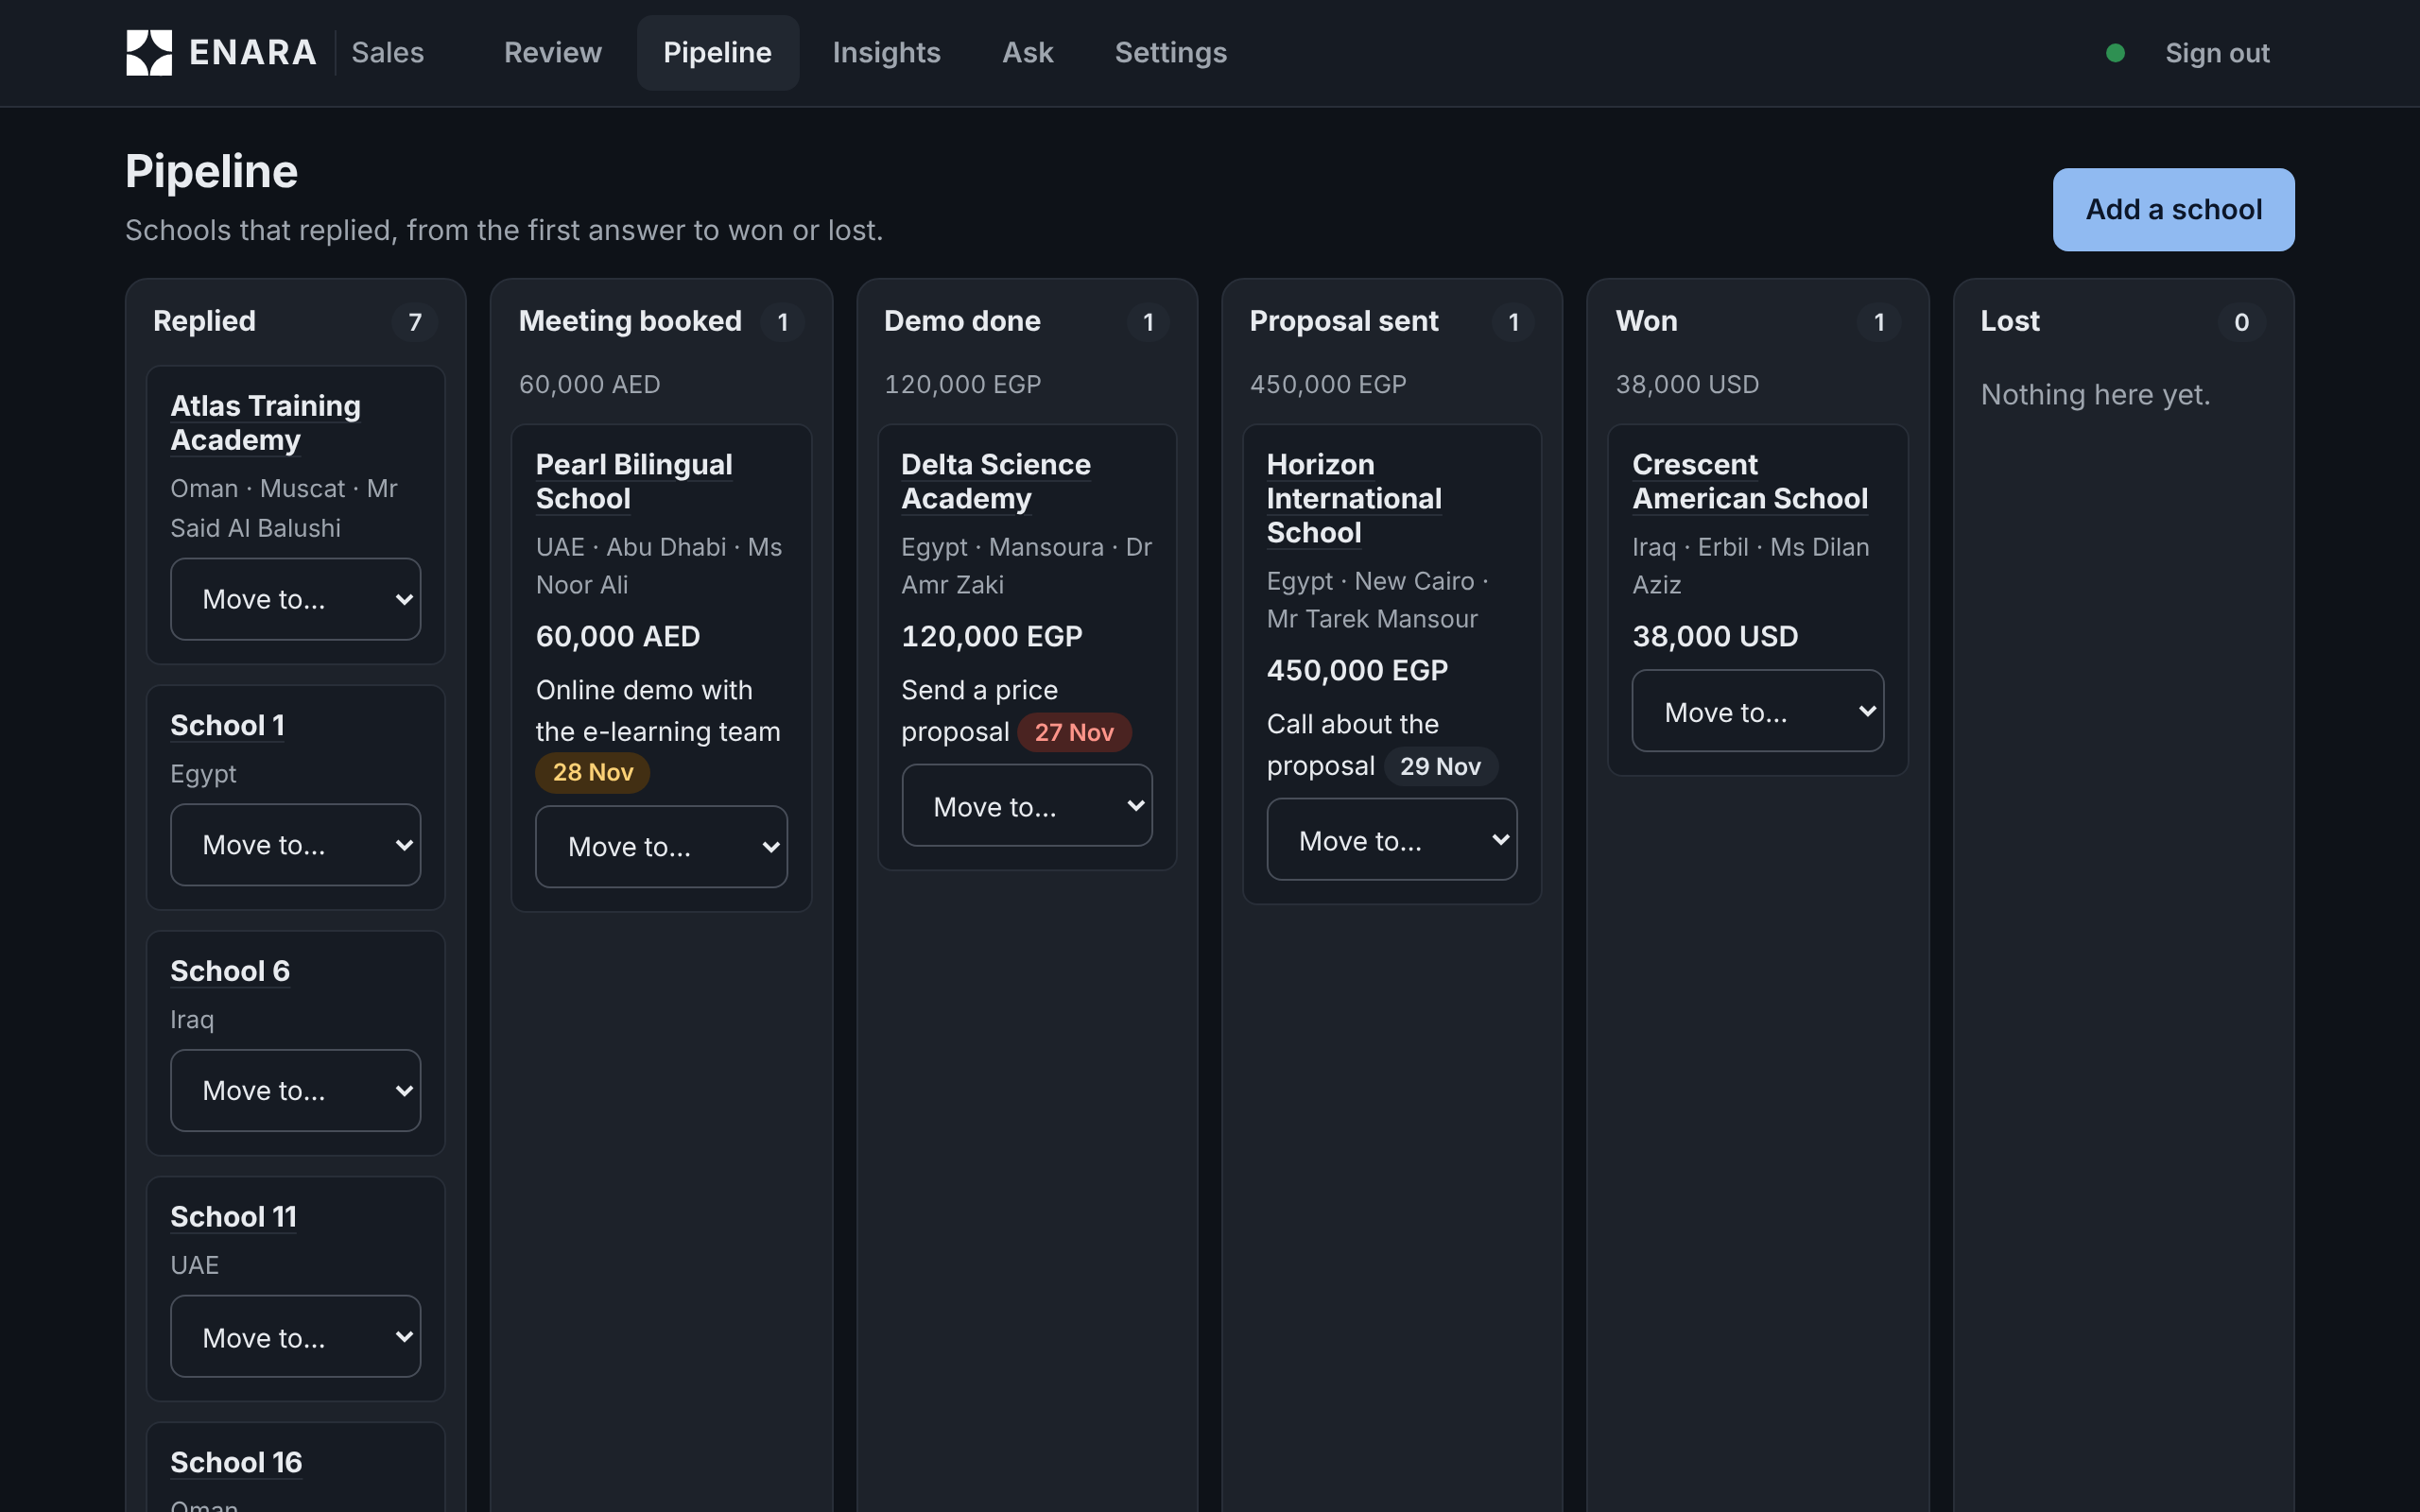 ENARA Sales Review Pipeline Insights Ask Settings Sign out
Pipeline
Schools that replied, from the first answer to won or lost.
Add a school
Replied 7
Atlas Training
Academy
Oman · Muscat · Mr
Said Al Balushi
Move to...
School 1
Egypt
Move to...
School 6
Iraq
Move to...
School 11
UAE
Move to...
School 16
Oman
Meeting booked 1
60,000 AED
Pearl Bilingual
School
UAE · Abu Dhabi · Ms
Noor Ali
60,000 AED
Online demo with
the e-learning team
28 Nov
Move to...
Demo done 1
120,000 EGP
Delta Science
Academy
Egypt · Mansoura · Dr
Amr Zaki
120,000 EGP
Send a price
proposal 27 Nov
Move to...
Proposal sent 1
450,000 EGP
Horizon
International
School
Egypt · New Cairo ·
Mr Tarek Mansour
450,000 EGP
Call about the
proposal 29 Nov
Move to...
Won 1
38,000 USD
Crescent
American School
Iraq · Erbil · Ms Dilan
Aziz
38,000 USD
Move to...
Lost 0
Nothing here yet.